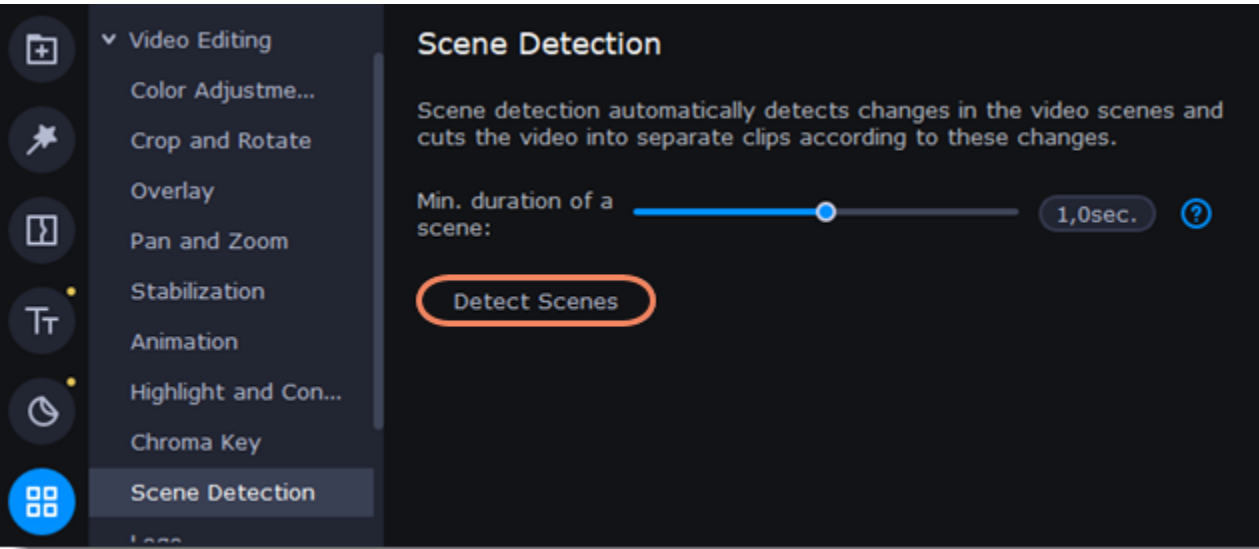 Video Editing
Color Adjustme...
Crop and Rotate
Overlay
Pan and Zoom
Stabilization
Animation
Highlight and Con...
Chroma Key
Scene Detection
Scene Detection
Scene detection automatically detects changes in the video scenes and
cuts the video into separate clips according to these changes.
Min. duration of a
scene:
1,0sec.
?
Detect Scenes
TT